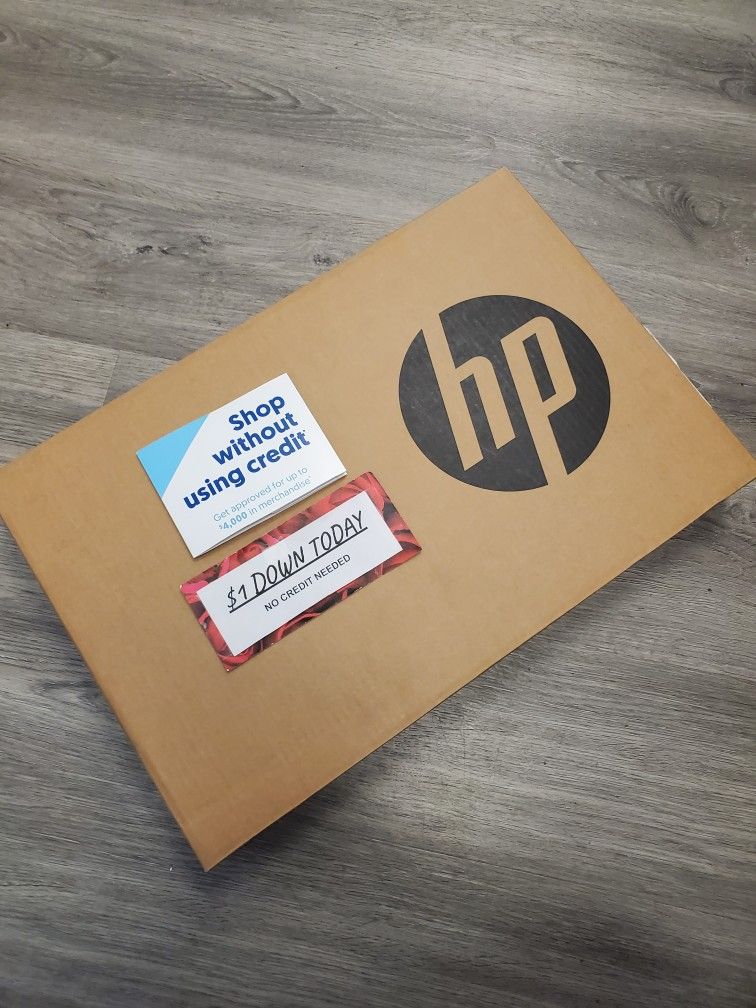 hp
Shop
without
using credit*
Get approved for up to
$4,000 in merchandise*
$1 DOWN TODAY
NO CREDIT NEEDED